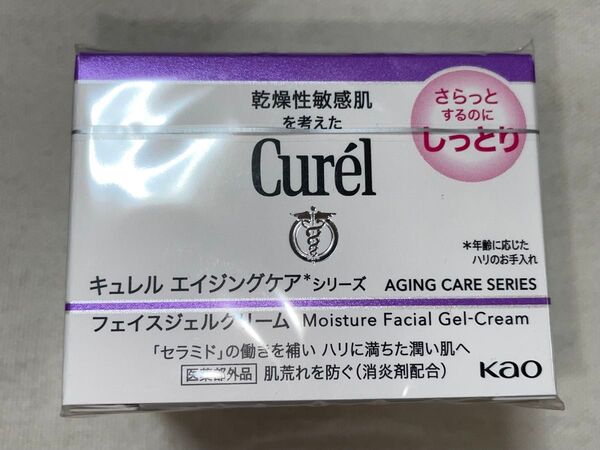 乾燥性敏感肌
を考えた
Curél
さらっと
するのに
しっとり
*年齢に応じた
ハリのお手入れ
キュレル エイジングケア*シリーズ AGING CARE SERIES
フェイスジェルクリーム Moisture Facial Gel-Cream
「セラミド」の働きを補い ハリに満ちた潤い肌へ
医薬部外品 肌荒れを防ぐ(消炎剤配合)
Kao